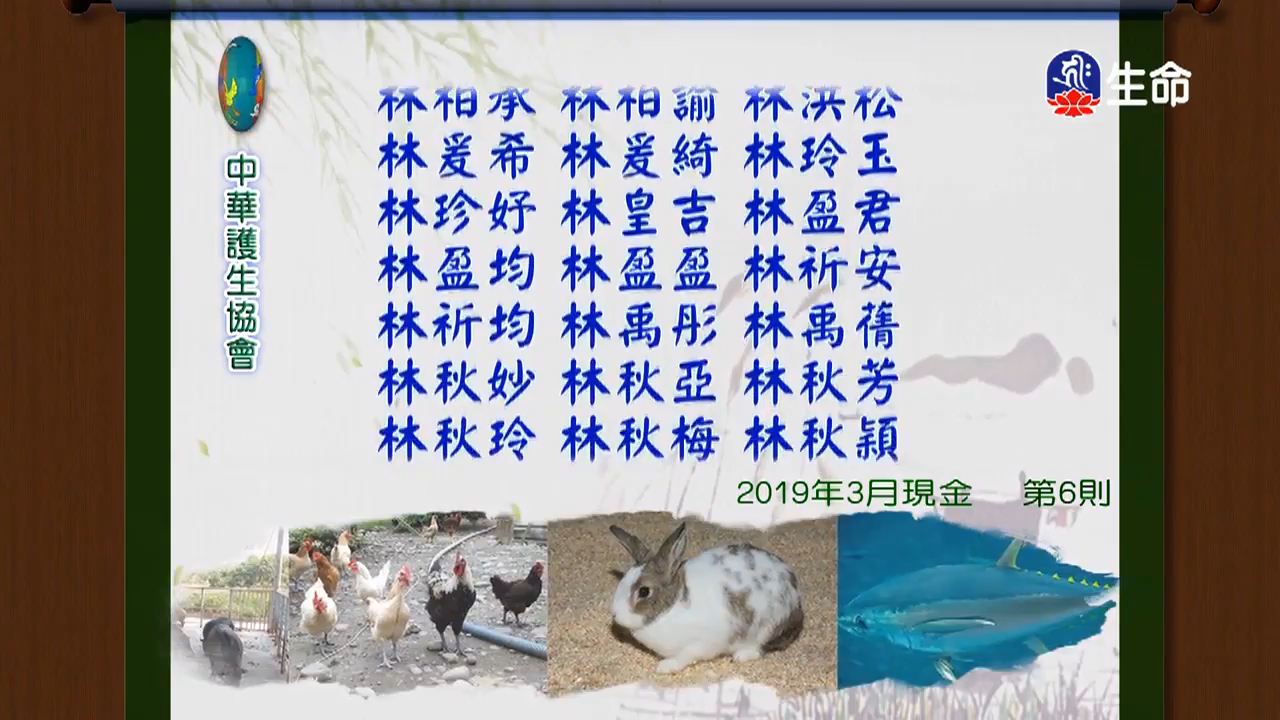 生命
中華護生協會
林柏承 林柏諭 林洪松
林爰希 林爰綺 林玲玉
林珍妤 林皇吉 林盈君
林盈均 林盈盈 林祈安
林祈均 林禹彤 林禹蒨
林秋妙 林秋亞 林秋芳
林秋玲 林秋梅 林秋穎
2019年3月現金 第6則